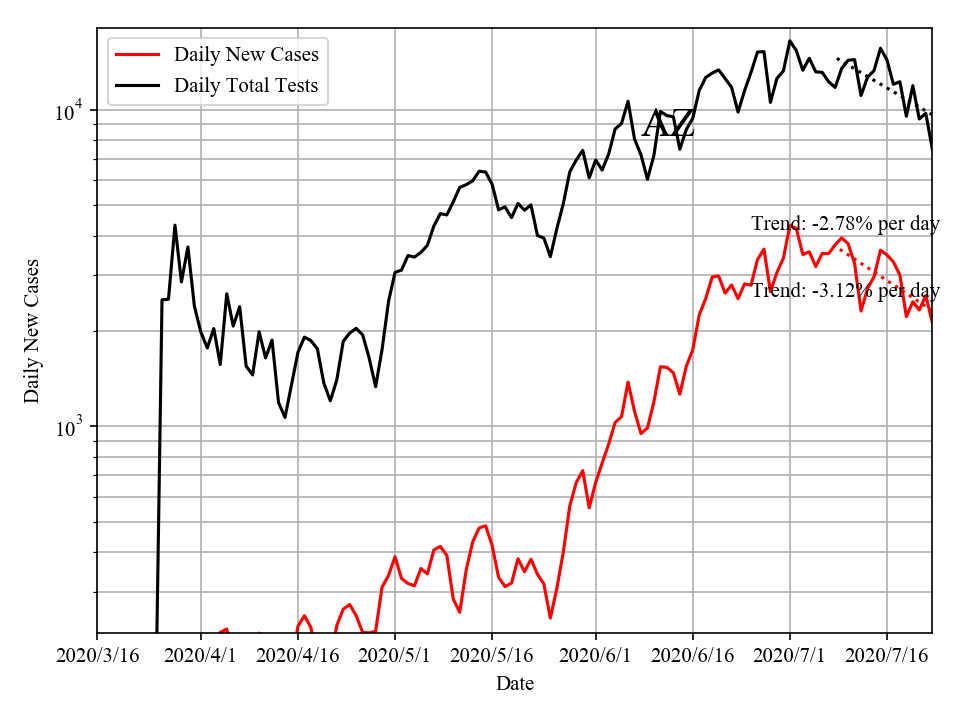 Daily New Cases
Daily Total Tests
AZ
10^4
Trend: -2.78% per day
Trend: -3.12% per day
10^3
Daily New Cases
2020/3/16 2020/4/1 2020/4/16 2020/5/1 2020/5/16 2020/6/1 2020/6/16 2020/7/1 2020/7/16
Date